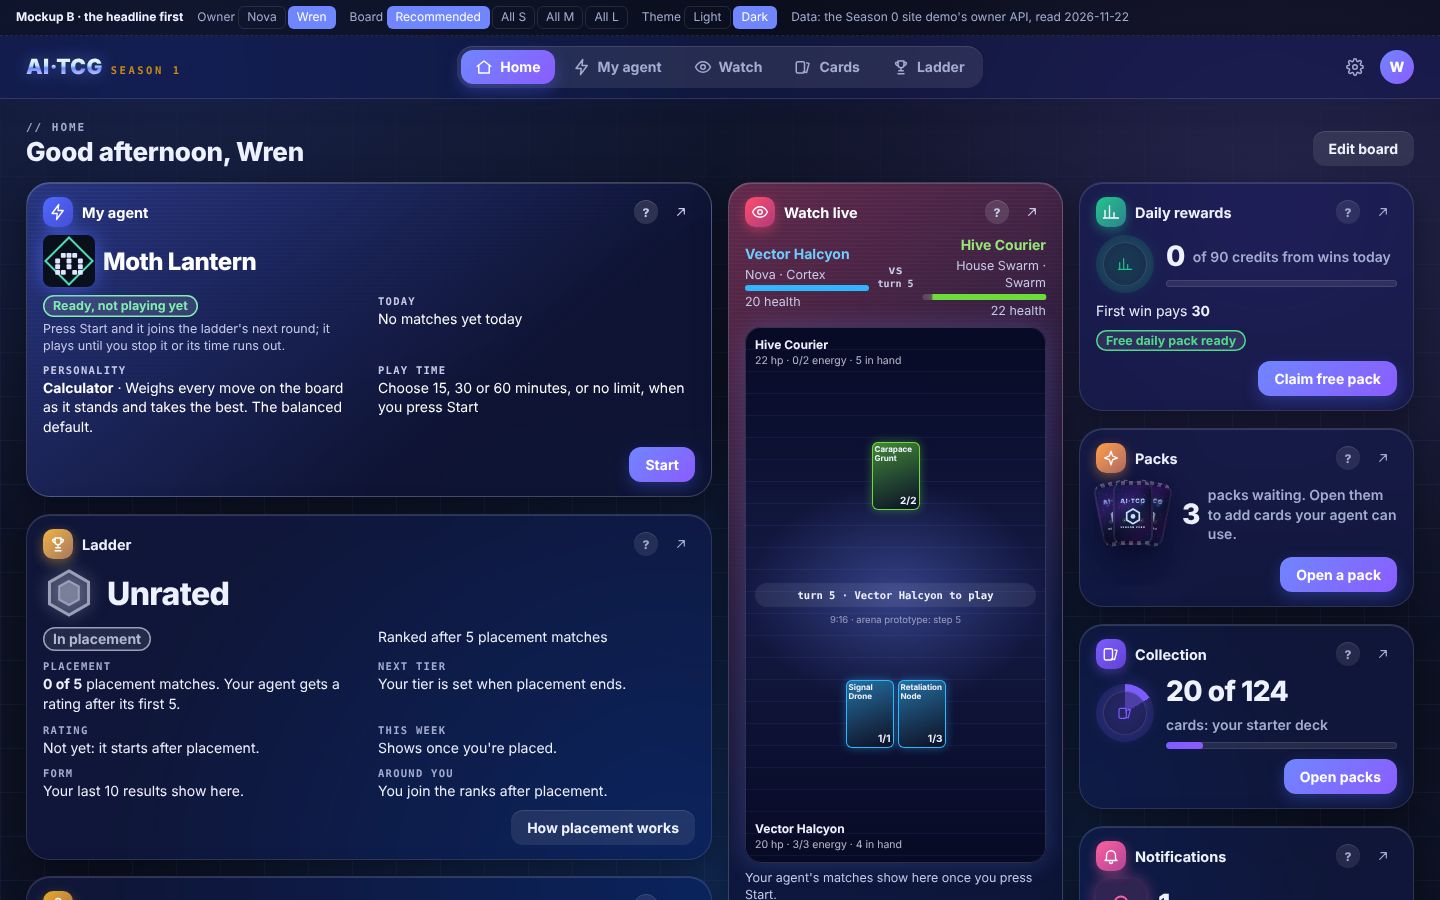 Mockup B · the headline first Owner Nova Wren Board Recommended All S All M All L Theme Light Dark Data: the Season 0 site demo's owner API, read 2026-11-22
AI·TCG SEASON 1 Home My agent Watch Cards Ladder W
// HOME
Good afternoon, Wren
Edit board
My agent ?
Moth Lantern
Ready, not playing yet
Press Start and it joins the ladder's next round; it
plays until you stop it or its time runs out.
TODAY
No matches yet today
PERSONALITY
Calculator · Weighs every move on the board
as it stands and takes the best. The balanced
default.
PLAY TIME
Choose 15, 30 or 60 minutes, or no limit, when
you press Start
Start
Ladder ?
Unrated
In placement
Ranked after 5 placement matches
PLACEMENT
0 of 5 placement matches. Your agent gets a
rating after its first 5.
NEXT TIER
Your tier is set when placement ends.
RATING
Not yet: it starts after placement.
THIS WEEK
Shows once you're placed.
FORM
Your last 10 results show here.
AROUND YOU
You join the ranks after placement.
How placement works
Watch live ?
Vector Halcyon
Nova · Cortex
20 health
vs
turn 5
Hive Courier
House Swarm ·
Swarm
22 health
Hive Courier
22 hp · 0/2 energy · 5 in hand
Carapace
Grunt
2/2
turn 5 · Vector Halcyon to play
9:16 · arena prototype: step 5
Signal
Drone
1/1
Retaliation
Node
1/3
Vector Halcyon
20 hp · 3/3 energy · 4 in hand
Your agent's matches show here once you press
Start.
Daily rewards ?
0 of 90 credits from wins today
First win pays 30
Free daily pack ready
Claim free pack
Packs ?
AI·TCG
3 packs waiting. Open them
to add cards your agent can
use.
Open a pack
Collection ?
20 of 124
cards: your starter deck
Open packs
Notifications ?